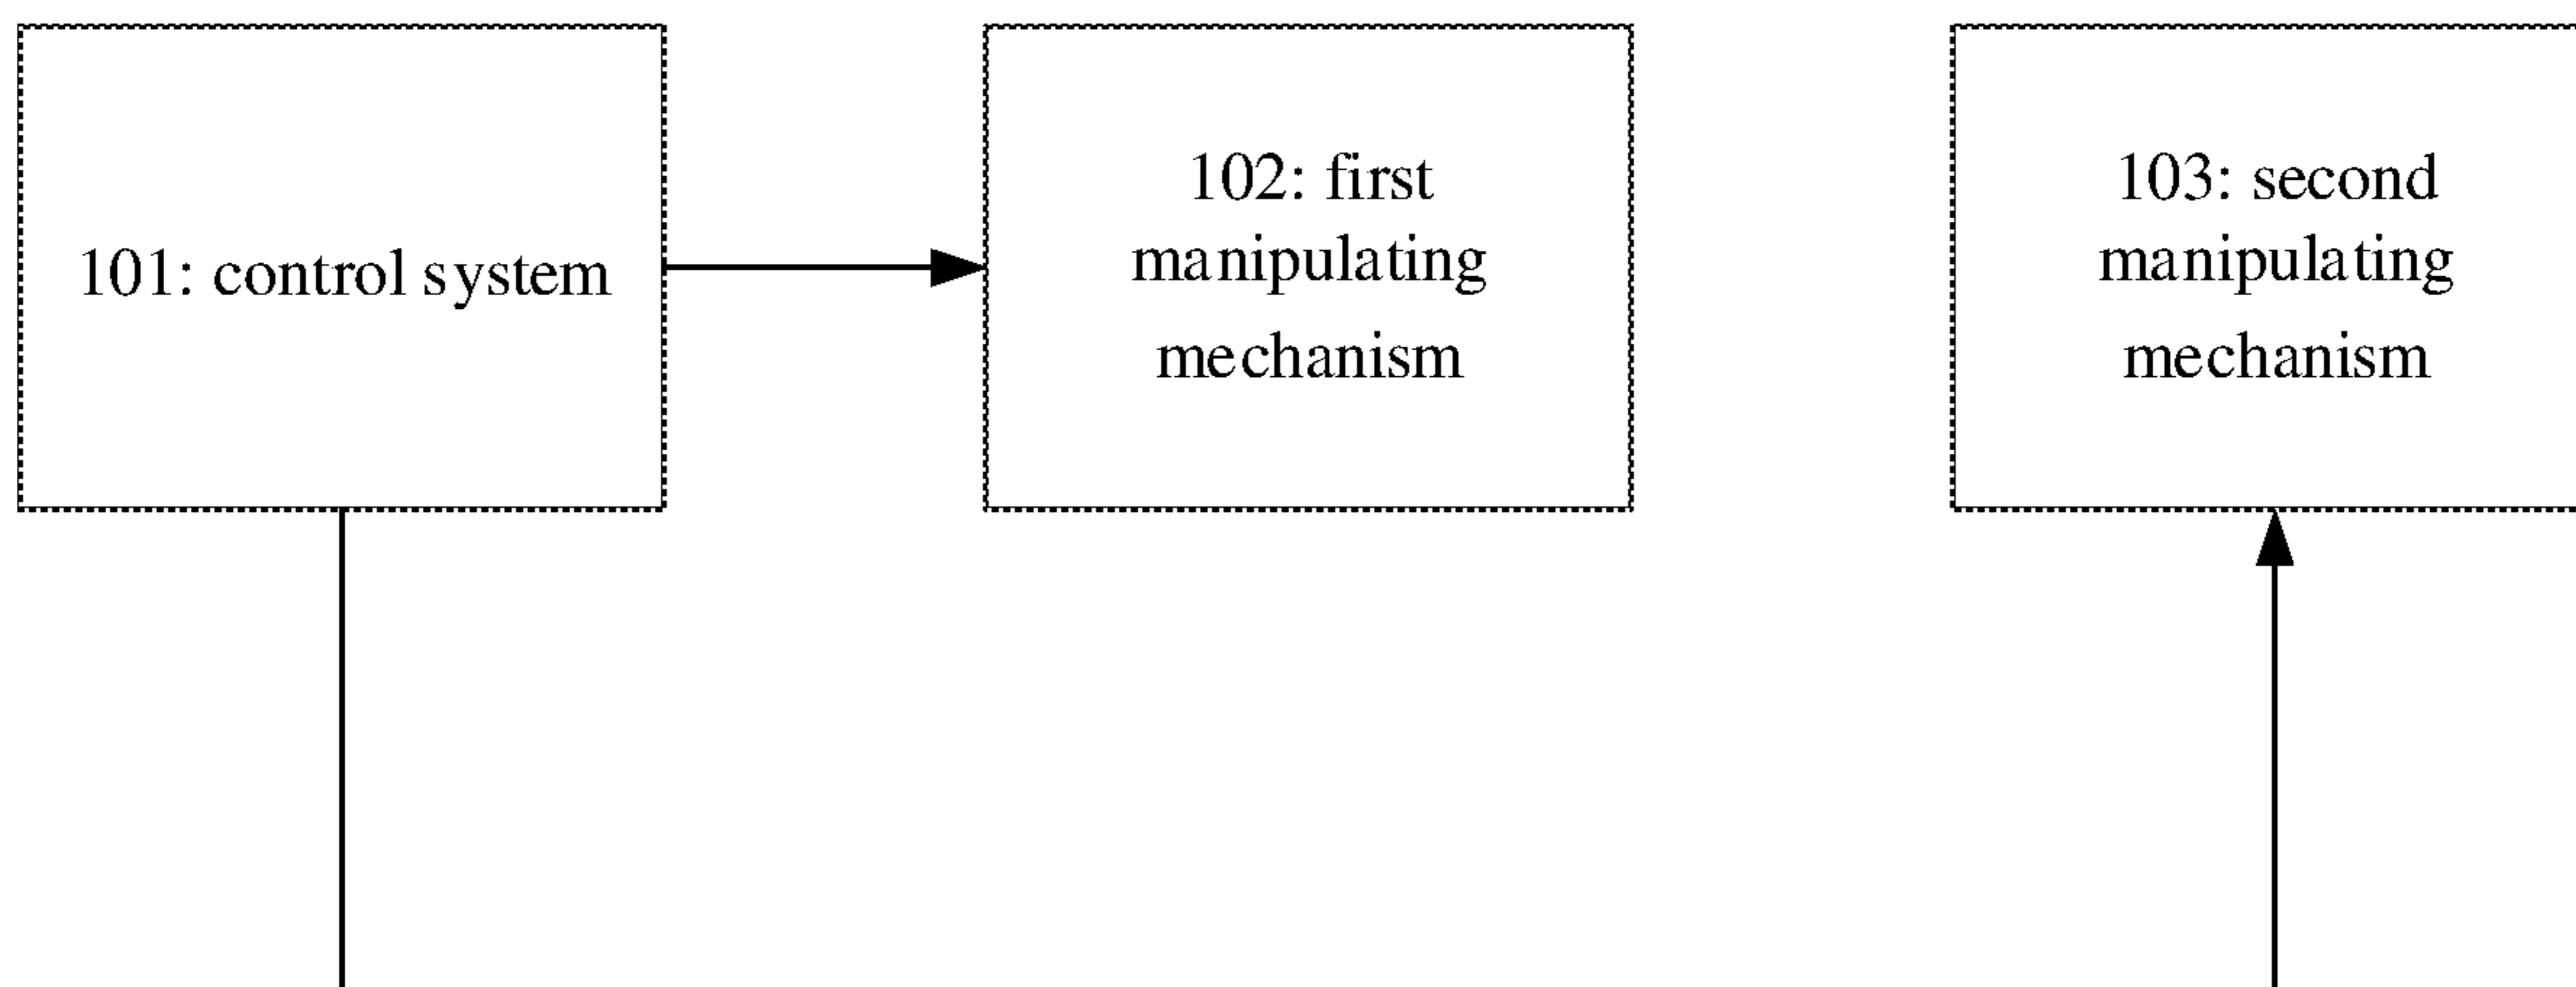 101: control system
102: first
manipulating
mechanism
103: second
manipulating
mechanism